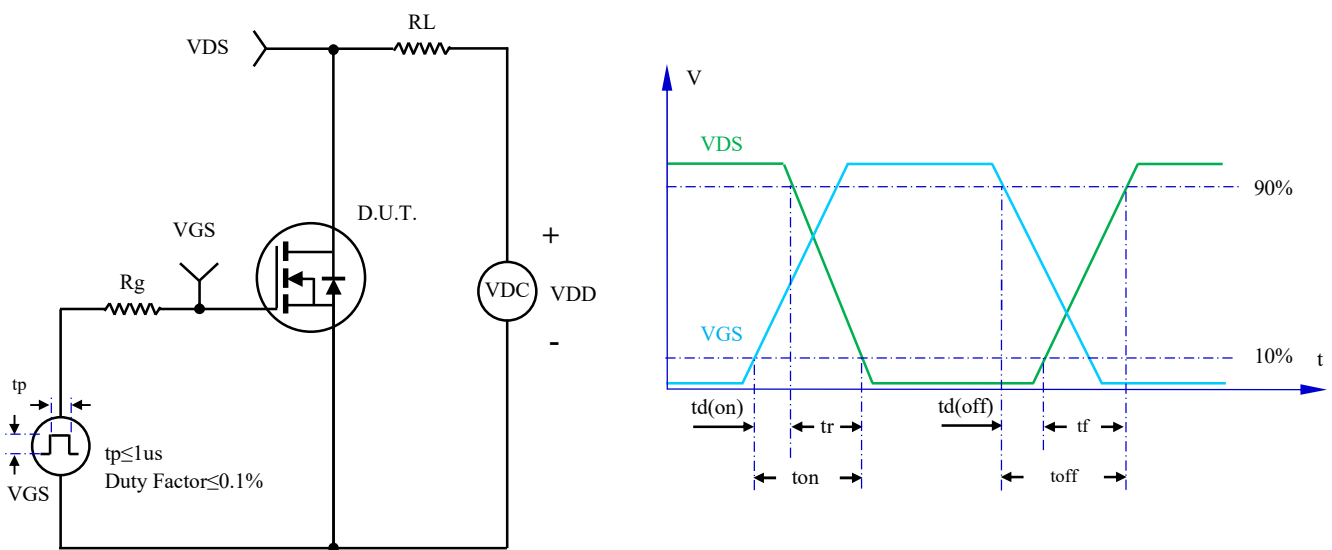 RL
VDS
D.U.T.
VGS
Rg
+
VDC
VDD
-
tp
tp≤1us
Duty Factor≤0.1%
VGS
V
VDS
90%
VGS
10%
t
td(on)
tr
td(off)
tf
ton
toff